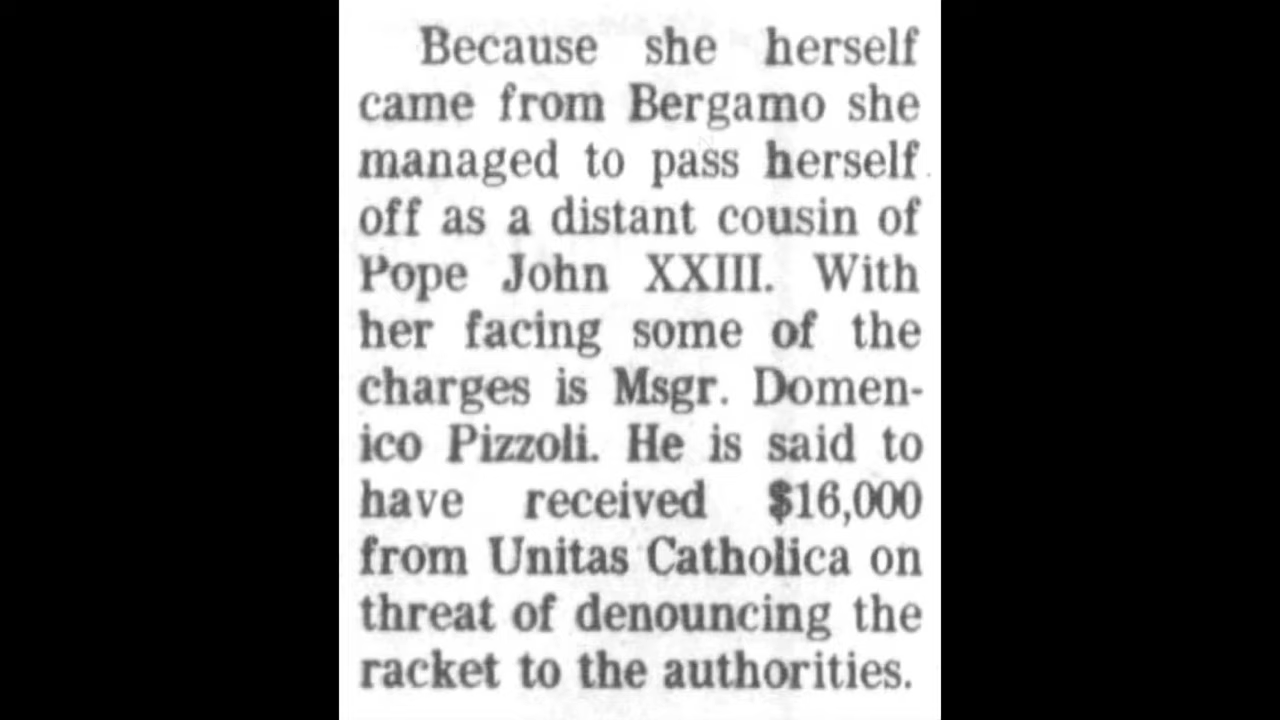 Because she herself
came from Bergamo she
managed to pass herself
off as a distant cousin of
Pope John XXIII. With
her facing some of the
charges is Msgr. Domen-
ico Pizzoli. He is said to
have received $16,000
from Unitas Catholica on
threat of denouncing the
racket to the authorities.